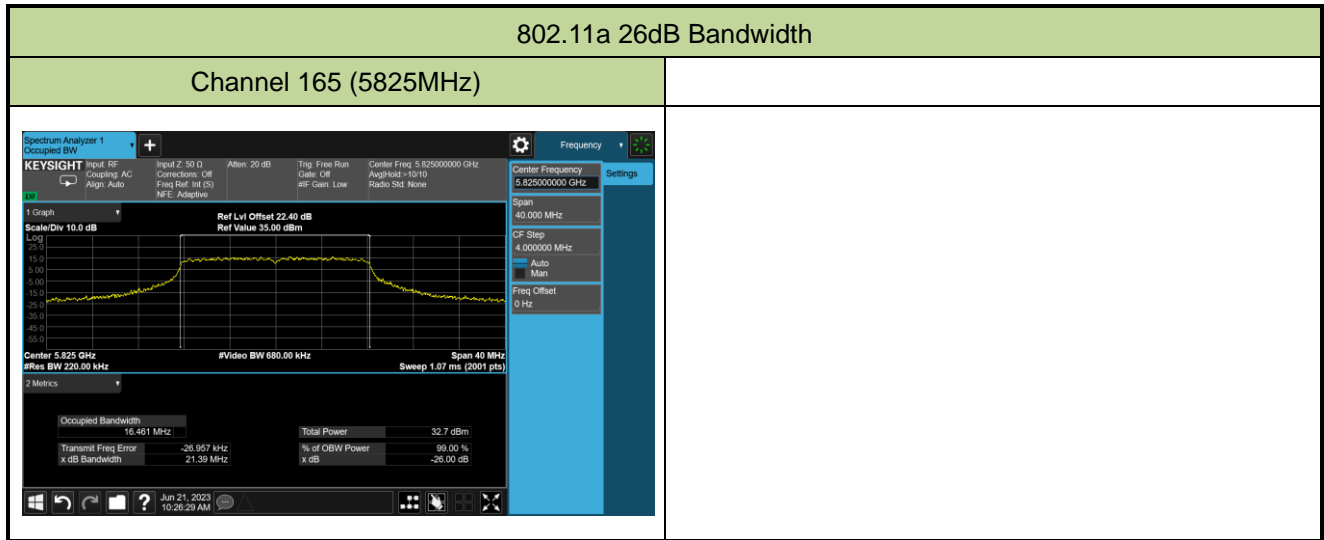 802.11a 26dB Bandwidth
Channel 165 (5825MHz)
Spectrum Analyzer 1
Occupied BW
Frequency
KEYSIGHT
Input: RF
Coupling: AC
Align: Auto
Input Z: 50 Ω
Corrections: Off
Freq Ref: Int (S)
NFE: Adaptive
Atten: 20 dB
Trig: Free Run
Gate: Off
#IF Gain: Low
Center Freq: 5.825000000 GHz
Avg|Hold:>10/10
Radio Std: None
Center Frequency
5.825000000 GHz
Settings
Span
40.000 MHz
CF Step
4.000000 MHz
Auto
Man
Freq Offset
0 Hz
1 Graph
Scale/Div 10.0 dB
Ref Lvl Offset 22.40 dB
Ref Value 35.00 dBm
Log
25.0
15.0
5.00
-5.00
-15.0
-25.0
-35.0
-45.0
-55.0
Center 5.825 GHz
#Res BW 220.00 kHz
#Video BW 680.00 kHz
Span 40 MHz
Sweep 1.07 ms (2001 pts)
2 Metrics
Occupied Bandwidth
16.461 MHz
Transmit Freq Error -26.957 kHz
x dB Bandwidth 21.39 MHz
Total Power 32.7 dBm
% of OBW Power 99.00 %
x dB -26.00 dB
?
Jun 21, 2023
10:26:29 AM